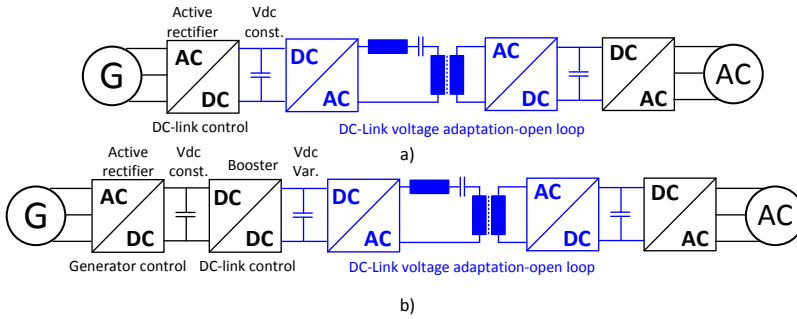 Active
rectifier
Vdc
const.
G
AC
DC
DC
AC
AC
DC
DC
AC
AC
DC-link control
DC-Link voltage adaptation-open loop
a)
Active
rectifier
Vdc
const.
Booster
Vdc
Var.
G
AC
DC
DC
DC
DC
AC
AC
DC
DC
AC
AC
Generator control
DC-link control
DC-Link voltage adaptation-open loop
b)